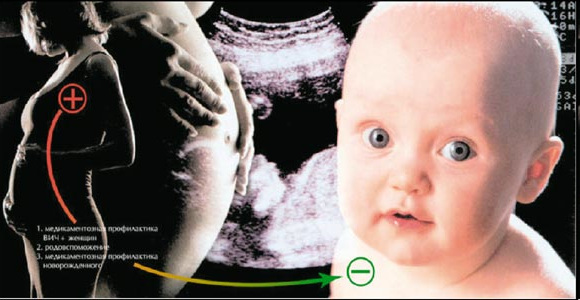 1. медикаментозная профилактика
ВИЧ+ женщин
2. родовспоможение
3. медикаментозная профилактика
новорожденного